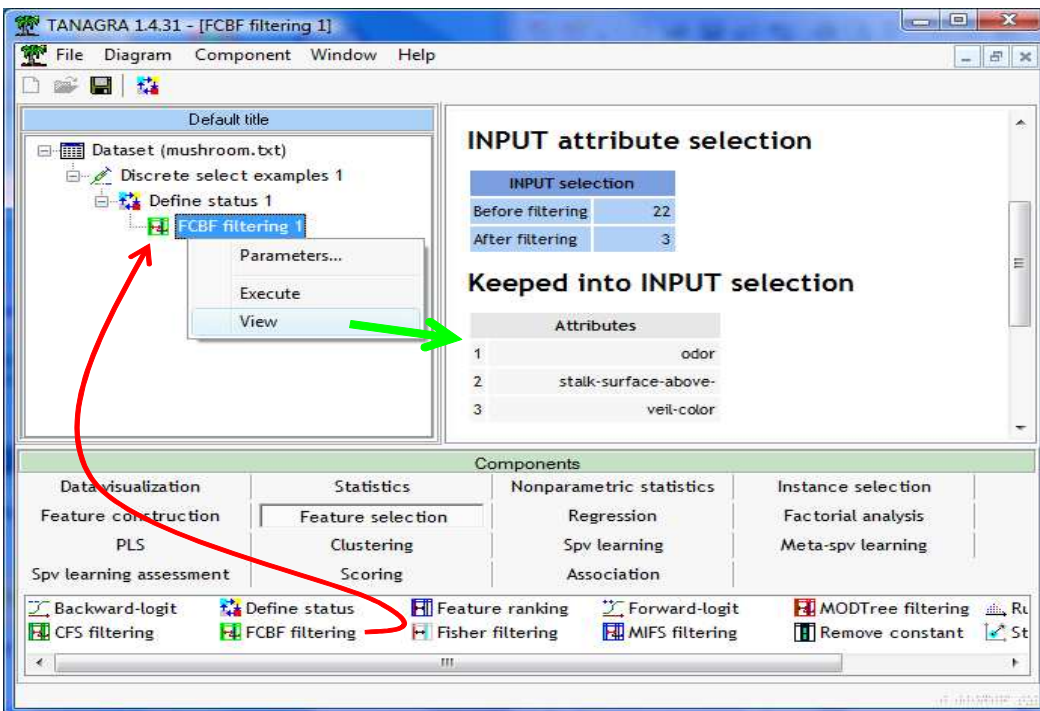 TANAGRA 1.4.31 - [FCBF filtering 1]
File Diagram Component Window Help
Default title
Dataset (mushroom.txt)
Discrete select examples 1
Define status 1
FCBF filtering 1
Parameters...
Execute
View
INPUT attribute selection
INPUT selection
Before filtering 22
After filtering 3
Keeped into INPUT selection
Attributes
1 odor
2 stalk-surface-above-
3 veil-color
Components
Data visualization Statistics Nonparametric statistics Instance selection
Feature construction Feature selection Regression Factorial analysis
PLS Clustering Spv learning Meta-spv learning
Spv learning assessment Scoring Association
Backward-logit Define status Feature ranking Forward-logit MODTree filtering Ru
CFS filtering FCBF filtering Fisher filtering MIFS filtering Remove constant St